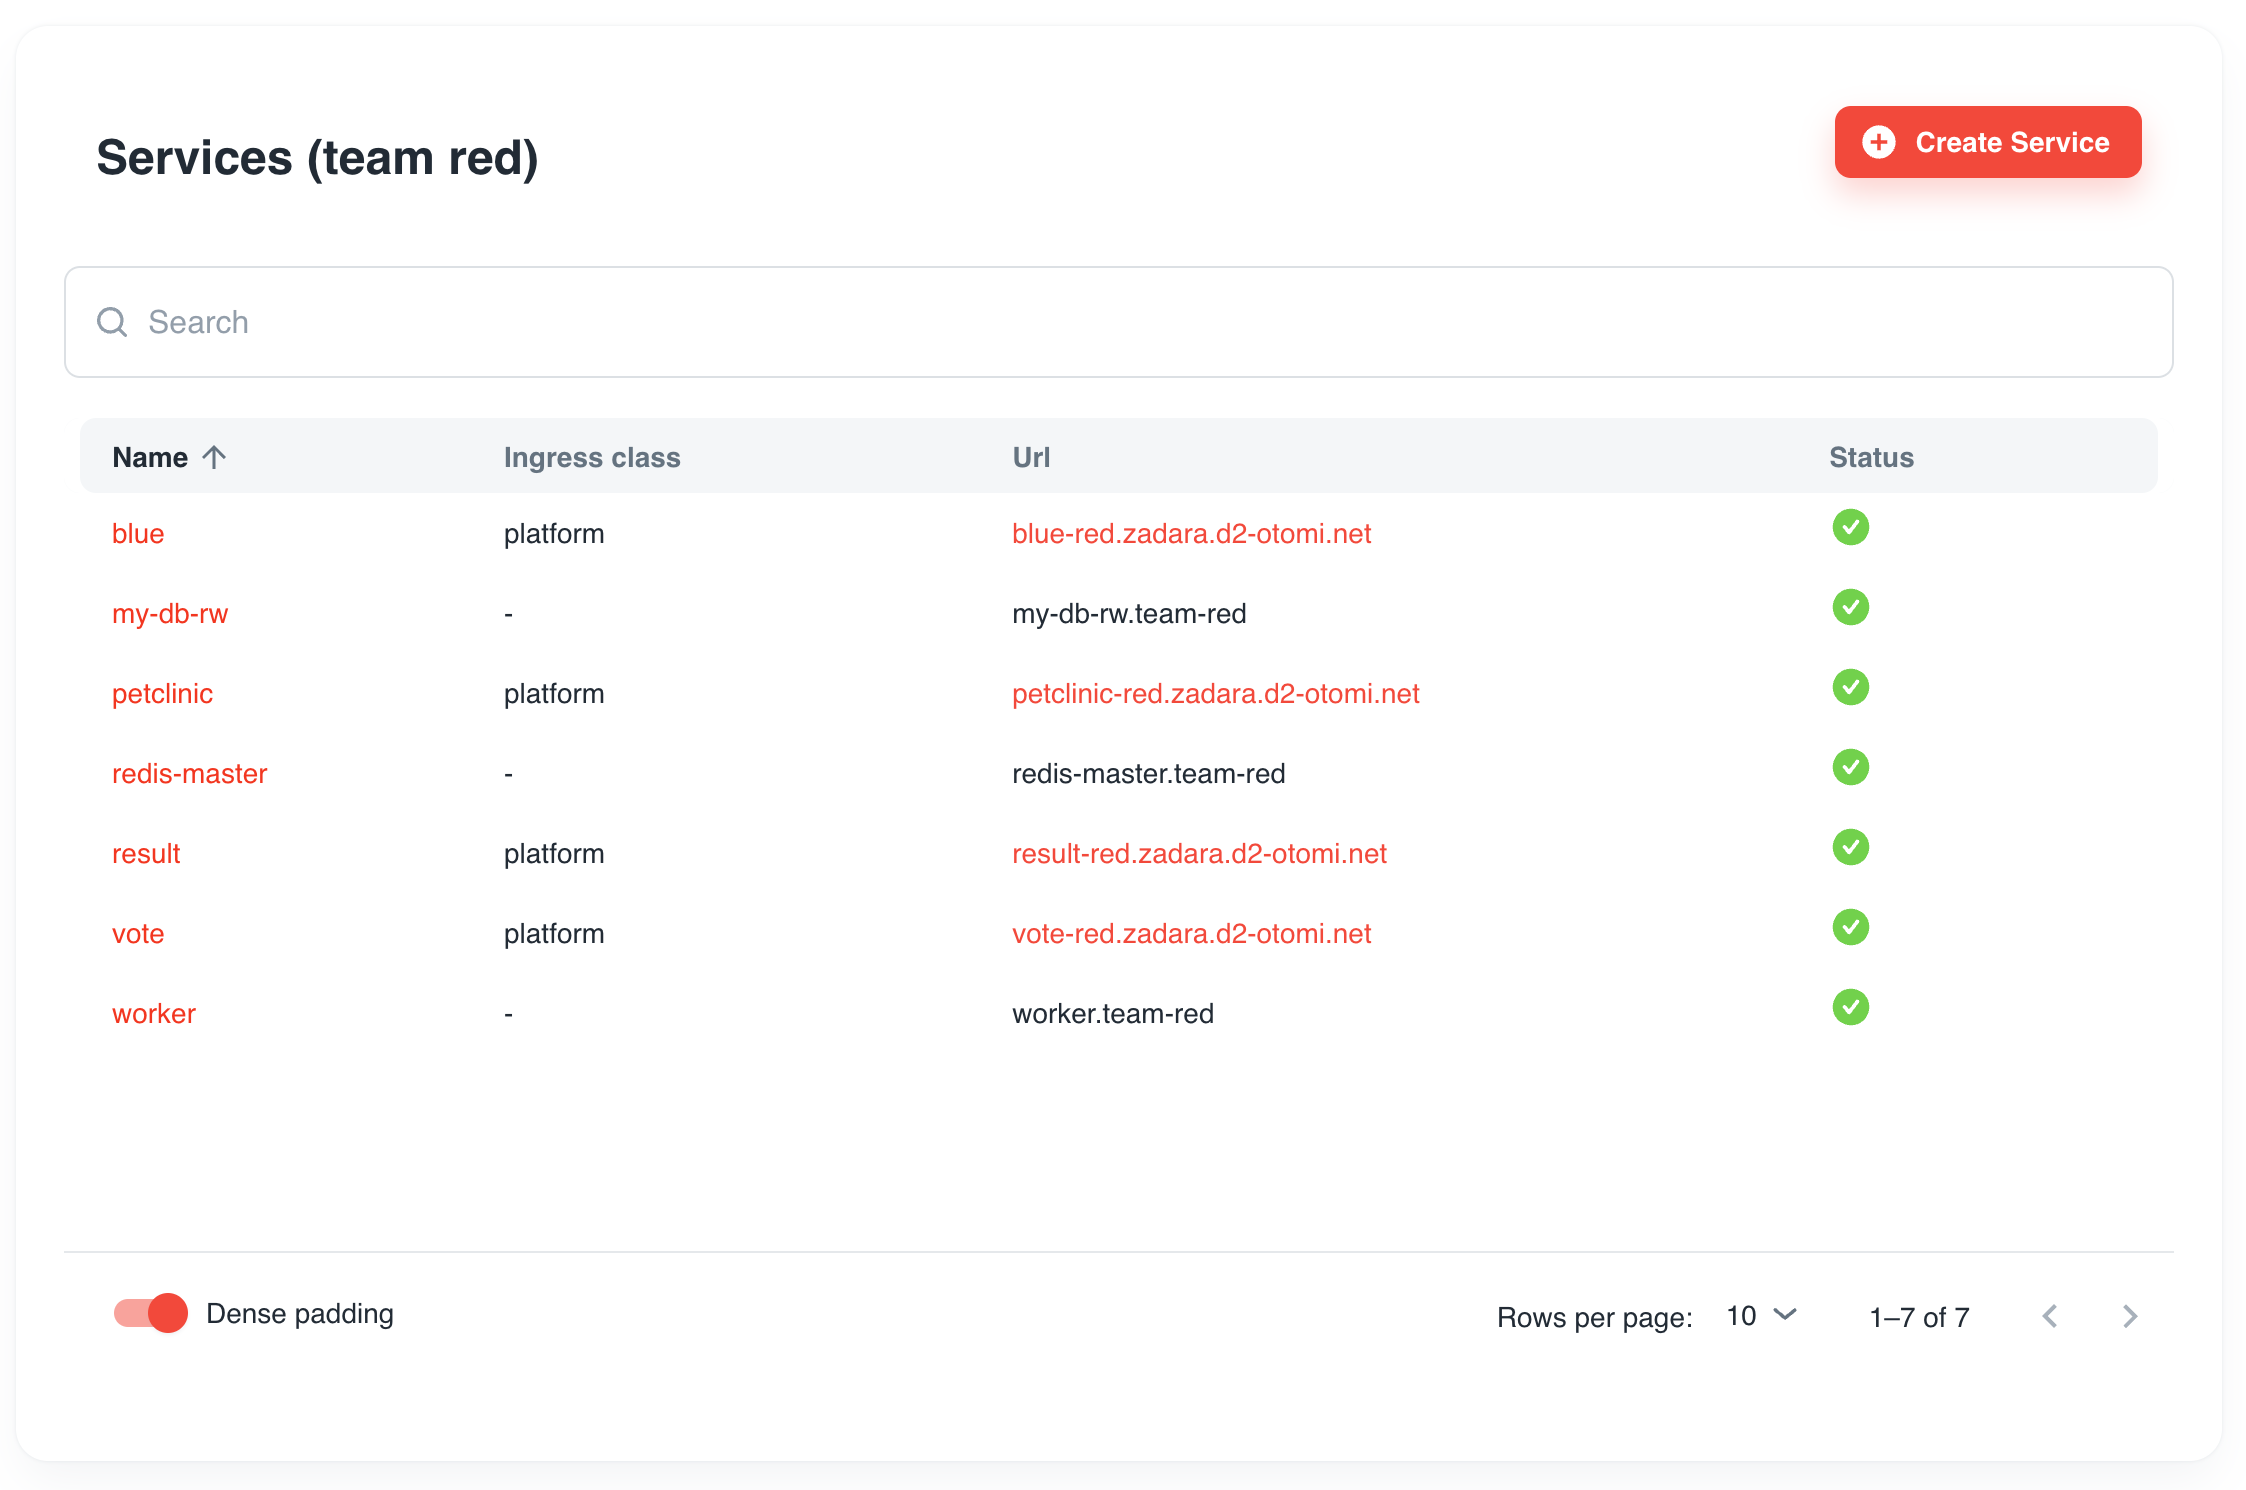 Services (team red)
Create Service
Search
Name Ingress class Url Status
blue platform blue-red.zadara.d2-otomi.net
my-db-rw - my-db-rw.team-red
petclinic platform petclinic-red.zadara.d2-otomi.net
redis-master - redis-master.team-red
result platform result-red.zadara.d2-otomi.net
vote platform vote-red.zadara.d2-otomi.net
worker - worker.team-red
Dense padding Rows per page: 10 1–7 of 7